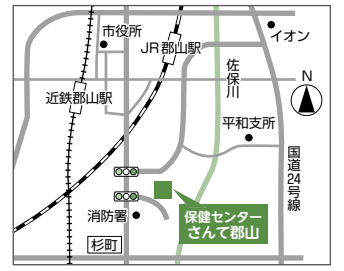 市役所
イオン
JR郡山駅
佐保川
近鉄郡山駅
N
平和支所
国道24号線
消防署
保健センター
さんて郡山
杉町